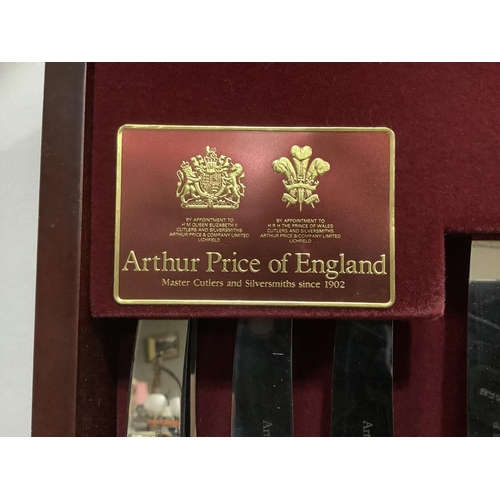 BY APPOINTMENT TO
H M QUEEN ELIZABETH II
CUTLERS AND SILVERSMITHS
ARTHUR PRICE & COMPANY LIMITED
LICHFIELD
BY APPOINTMENT TO
H R H THE PRINCE OF WALES
CUTLERS AND SILVERSMITHS
ARTHUR PRICE & COMPANY LIMITED
LICHFIELD
Arthur Price of England
Master Cutlers and Silversmiths since 1902